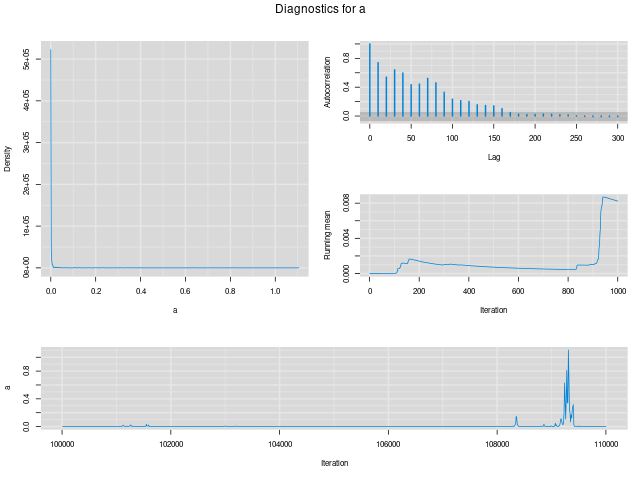 Diagnostics for a
Density
0e+00 1e+05 2e+05 3e+05 4e+05 5e+05
0.0 0.2 0.4 0.6 0.8 1.0
a
Autocorrelation
0.0 0.4 0.8
0 50 100 150 200 250 300
Lag
Running mean
0.000 0.004 0.008
0 200 400 600 800 1000
Iteration
a
0.0 0.4 0.8
100000 102000 104000 106000 108000 110000
Iteration